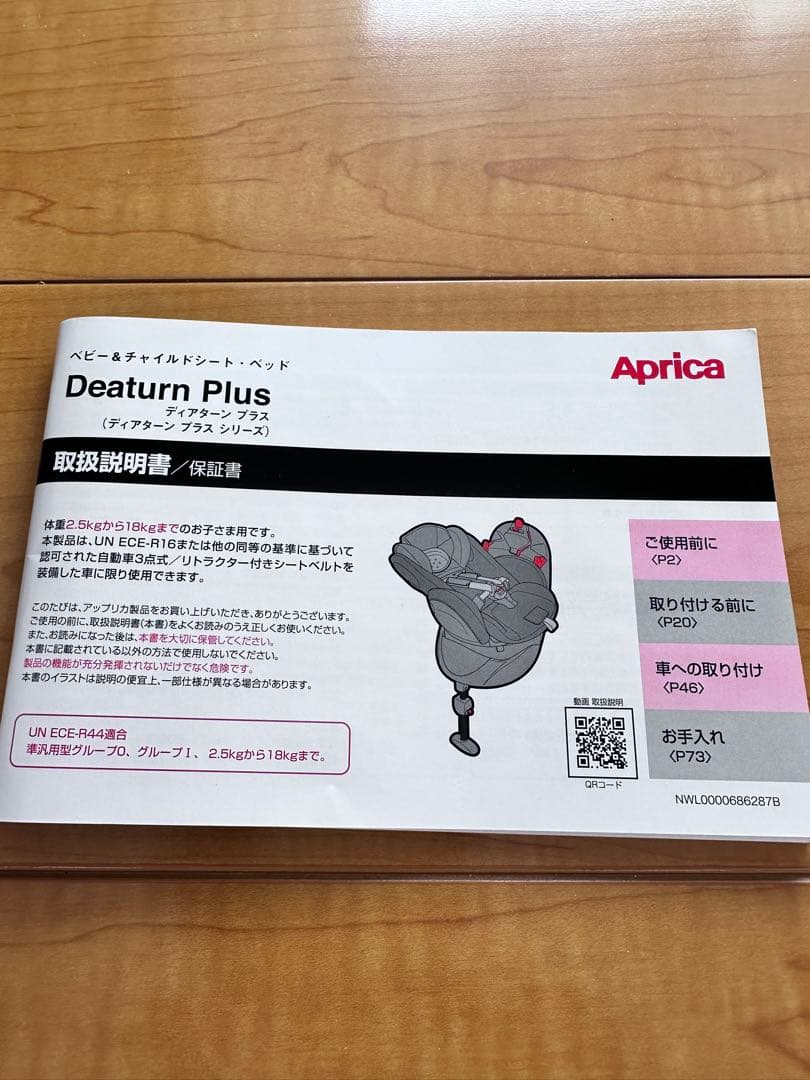 ベビー&チャイルドシート・ベッド
Aprica
Deaturn Plus
ディアターン プラス
(ディアターン プラス シリーズ)
取扱説明書/保証書
体重2.5kgから18kgまでのお子さま用です。
本製品は、UN ECE-R16または他の同等の基準に基づいて
認可された自動車3点式/リトラクター付きシートベルトを
装備した車に限り使用できます。
このたびは、アップリカ製品をお買い上げいただき、ありがとうございます。
ご使用の前に、取扱説明書(本書)をよくお読みのうえ正しくお使いください。
また、お読みになった後は、本書を大切に保管してください。
本書に記載されている以外の方法で使用しないでください。
製品の機能が充分発揮されないだけでなく危険です。
本書のイラストは説明の便宜上、一部仕様が異なる場合があります。
UN ECE-R44適合
準汎用型グループ0、グループⅠ、2.5kgから18kgまで。
動画 取扱説明
QRコード
ご使用前に
〈P2〉
取り付ける前に
〈P20〉
車への取り付け
〈P46〉
お手入れ
〈P73〉
NWL0000686287B